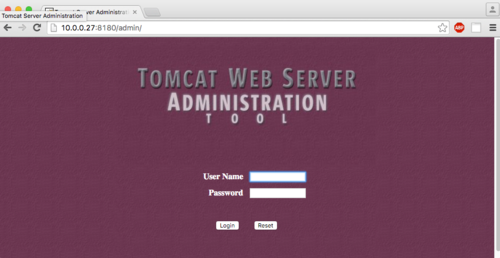 Tomcat Server Administrat
Tomcat Server Administration
10.0.0.27:8180/admin/
ABP
TOMCAT WEB SERVER
ADMINISTRATION
TOOL
User Name
Password
Login
Reset